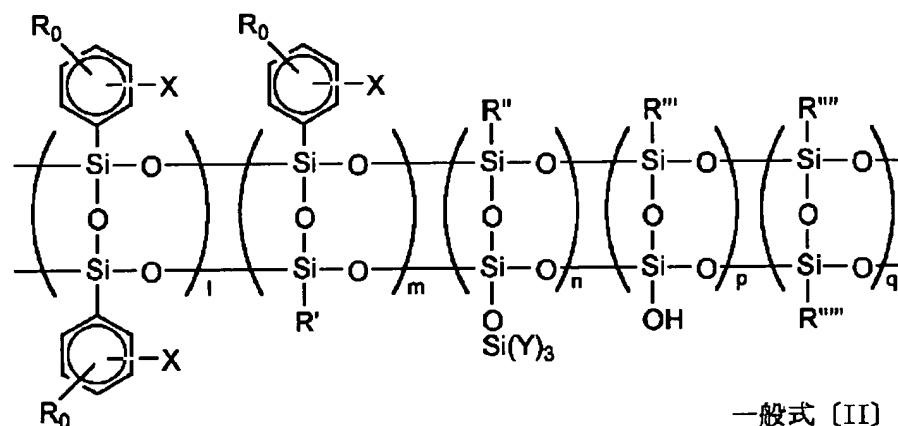 R₀ R₀
X X R'' R''' R''''
Si–O Si–O Si–O Si–O Si–O
O O O O O
Si–O Si–O Si–O Si–O Si–O
l m n p q
R' O OH R'''''
Si(Y)₃
X
R₀
一般式〔II〕